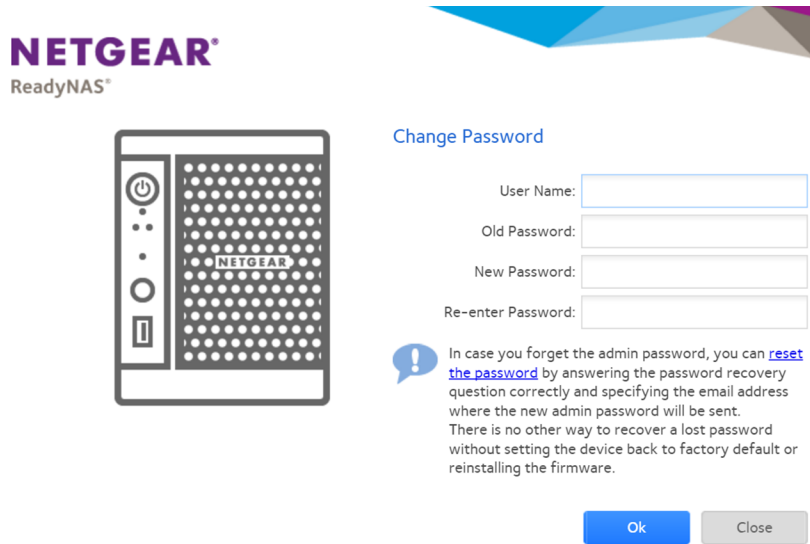 NETGEAR®
ReadyNAS®
Change Password
User Name:
Old Password:
New Password:
Re-enter Password:
NETGEAR
In case you forget the admin password, you can reset
the password by answering the password recovery
question correctly and specifying the email address
where the new admin password will be sent.
There is no other way to recover a lost password
without setting the device back to factory default or
reinstalling the firmware.
Ok
Close